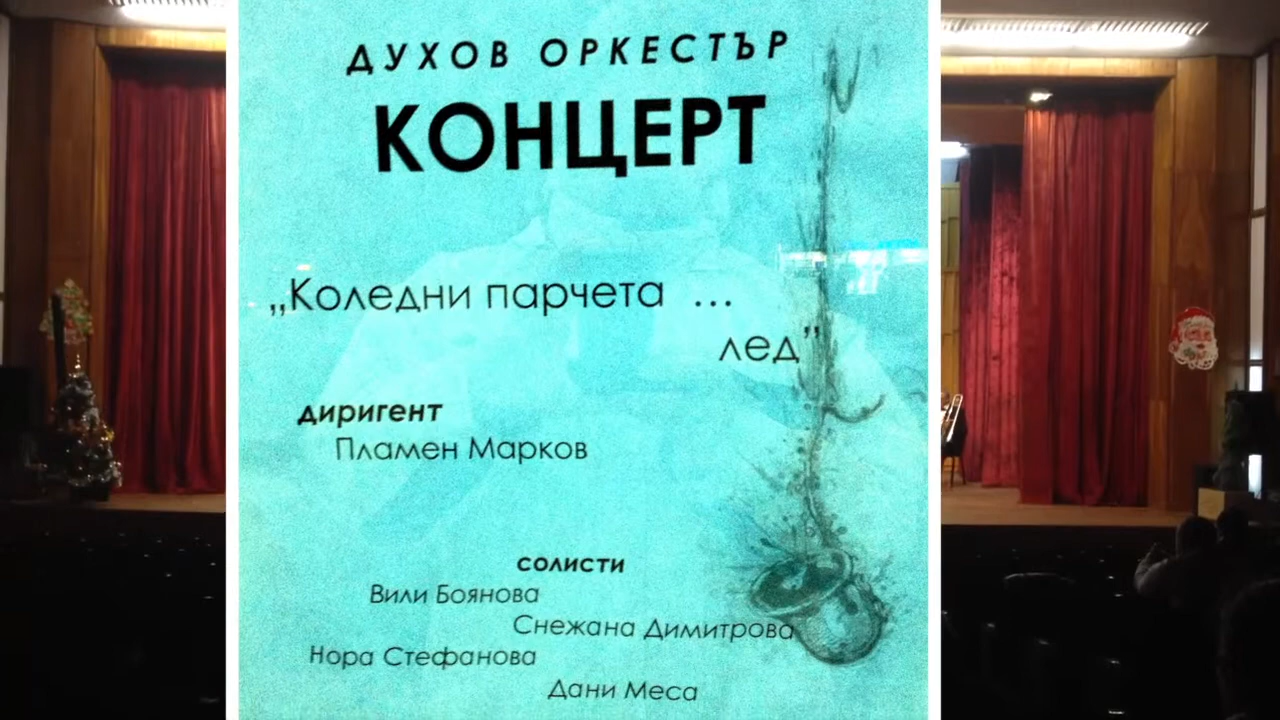 ДУХОВ ОРКЕСТЪР
КОНЦЕРТ
„Коледни парчета ...
лед”
диригент
Пламен Марков
солисти
Вили Боянова
Снежана Димитрова
Нора Стефанова
Дани Меса